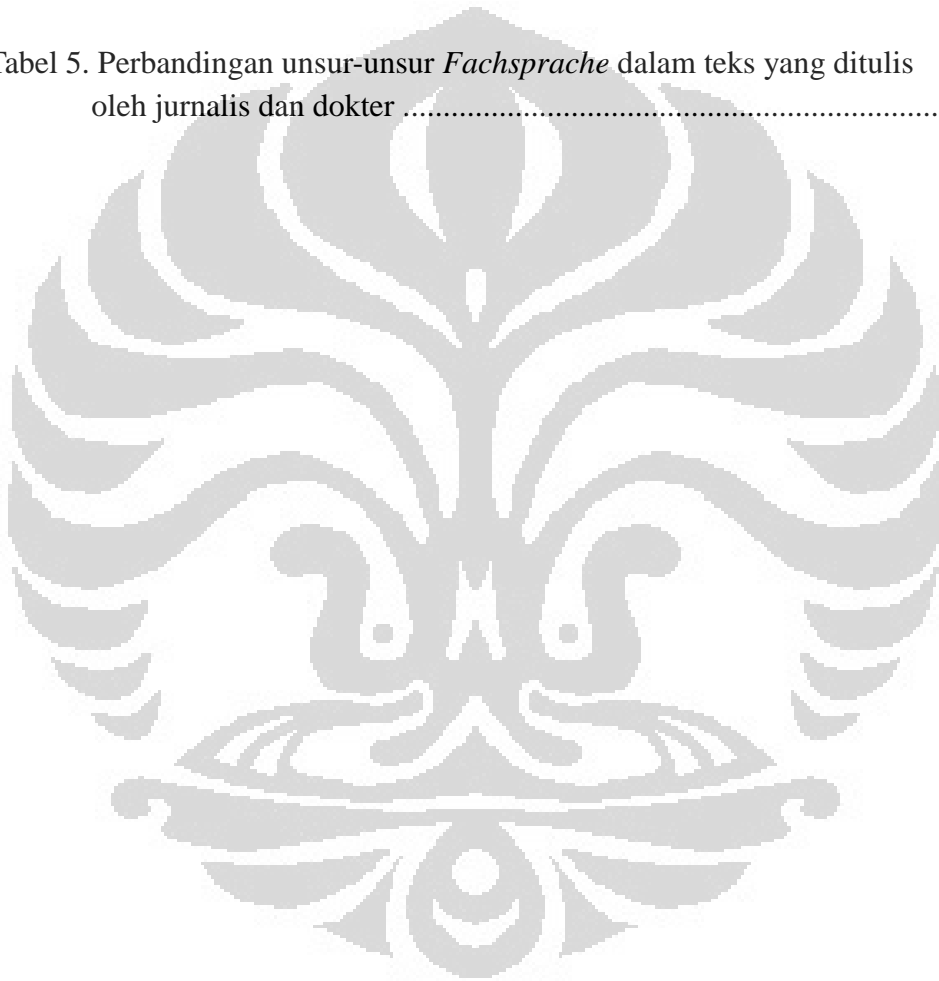 Tabel 5. Perbandingan unsur-unsur Fachsprache dalam teks yang ditulis
oleh jurnalis dan dokter ..................................................................